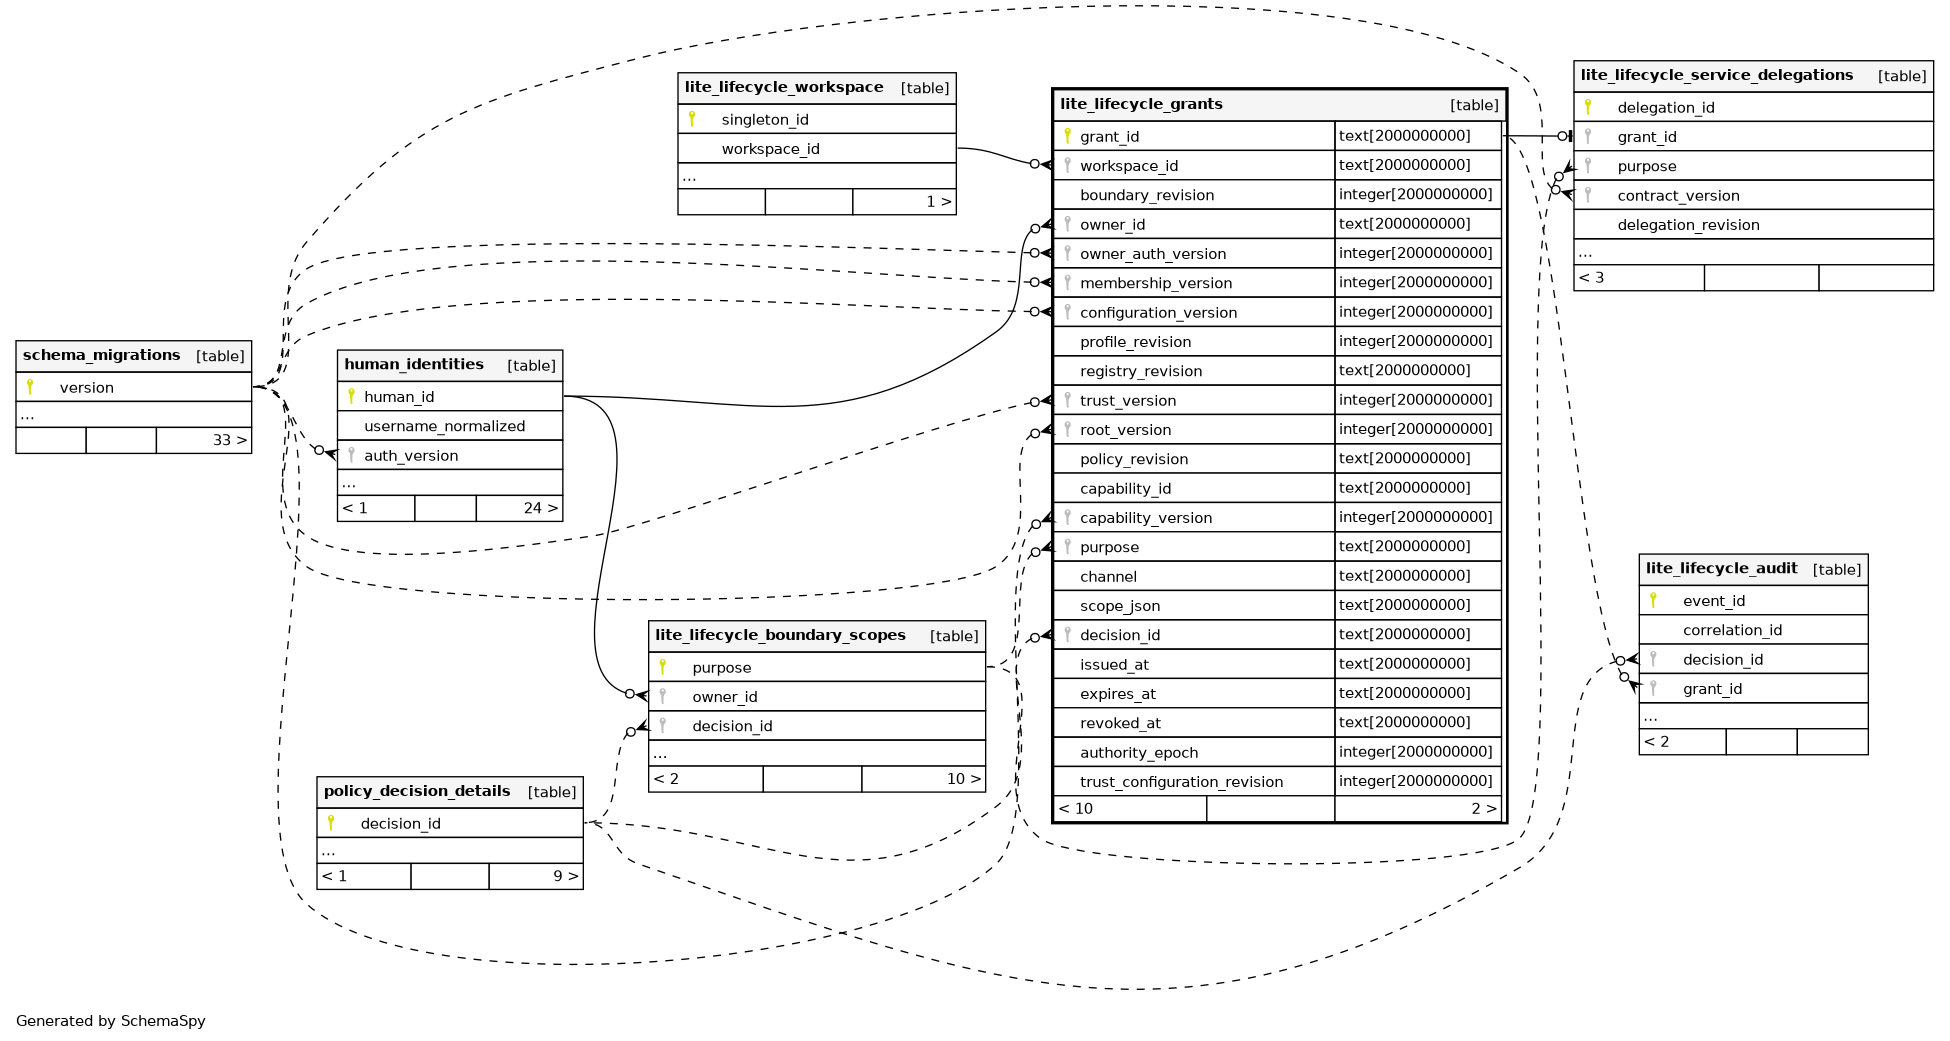 lite_lifecycle_workspace [table]
singleton_id
workspace_id
...
1 >
lite_lifecycle_grants [table]
grant_id text[2000000000]
workspace_id text[2000000000]
boundary_revision integer[2000000000]
owner_id text[2000000000]
owner_auth_version integer[2000000000]
membership_version integer[2000000000]
configuration_version integer[2000000000]
profile_revision integer[2000000000]
registry_revision text[2000000000]
trust_version integer[2000000000]
root_version integer[2000000000]
policy_revision text[2000000000]
capability_id text[2000000000]
capability_version integer[2000000000]
purpose text[2000000000]
channel text[2000000000]
scope_json text[2000000000]
decision_id text[2000000000]
issued_at text[2000000000]
expires_at text[2000000000]
revoked_at text[2000000000]
authority_epoch integer[2000000000]
trust_configuration_revision integer[2000000000]
< 10 2 >
lite_lifecycle_service_delegations [table]
delegation_id
grant_id
purpose
contract_version
delegation_revision
...
< 3
schema_migrations [table]
version
...
33 >
human_identities [table]
human_id
username_normalized
auth_version
...
< 1 24 >
lite_lifecycle_boundary_scopes [table]
purpose
owner_id
decision_id
...
< 2 10 >
policy_decision_details [table]
decision_id
...
< 1 9 >
lite_lifecycle_audit [table]
event_id
correlation_id
decision_id
grant_id
...
< 2
Generated by SchemaSpy